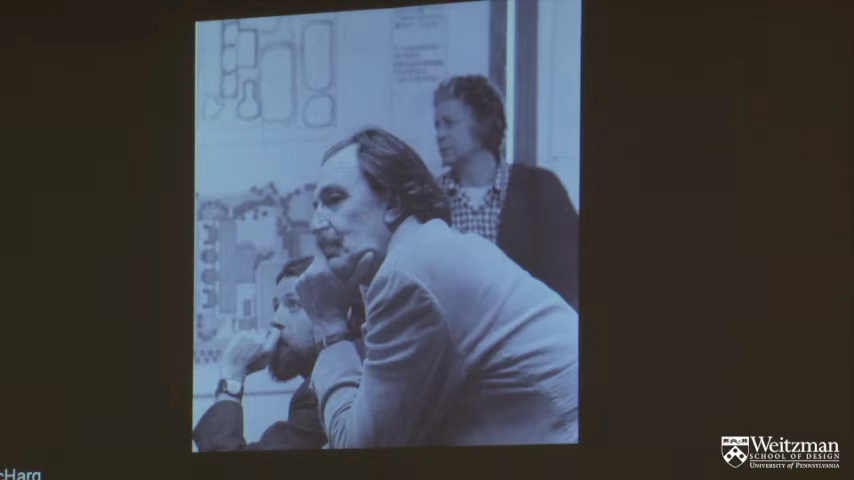 cHarg
Weitzman
SCHOOL OF DESIGN
UNIVERSITY OF PENNSYLVANIA